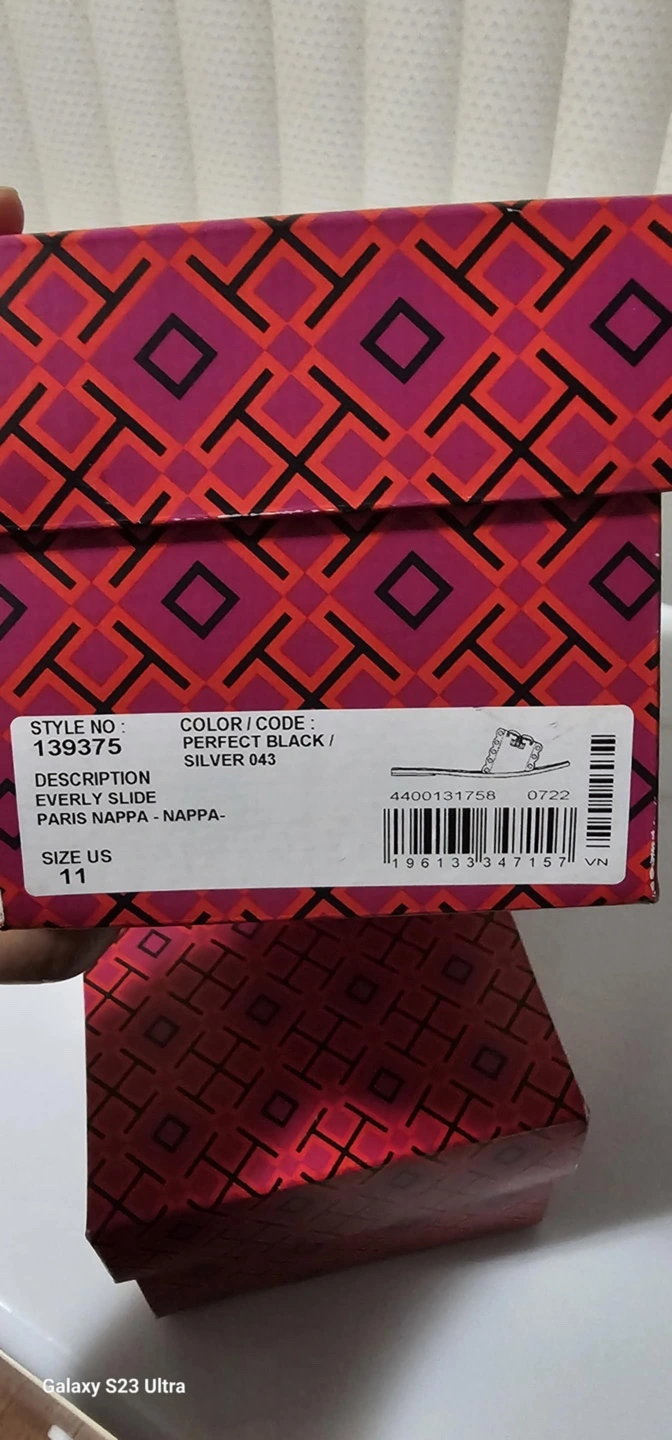 STYLE NO :
139375
COLOR / CODE :
PERFECT BLACK /
SILVER 043
DESCRIPTION
EVERLY SLIDE
PARIS NAPPA - NAPPA-
SIZE US
11
4400131758 0722
196133347157 VN
Galaxy S23 Ultra